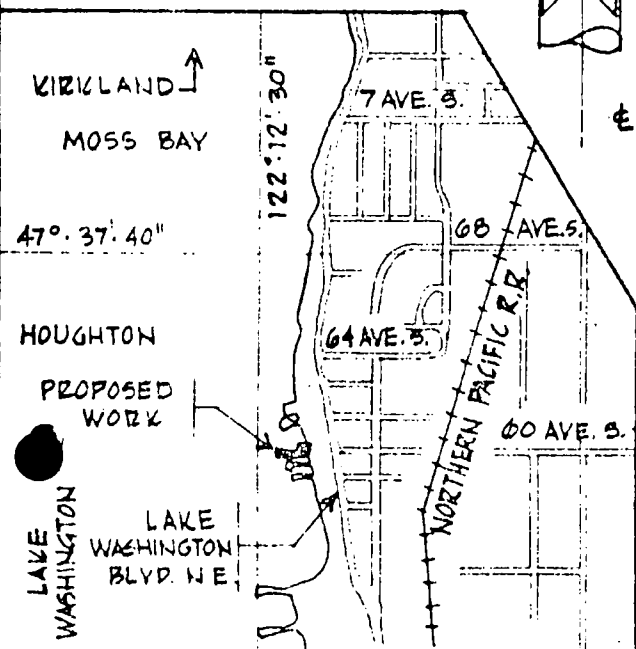 KIRKLAND
MOSS BAY
122° 12' 30"
7 AVE. S.
℄
47° 37' 40"
68 AVE. S.
HOUGHTON
64 AVE. S.
PROPOSED
WORK
NORTHERN PACIFIC R.R.
60 AVE. S.
LAKE
WASHINGTON
LAKE
WASHINGTON
BLVD. N E.